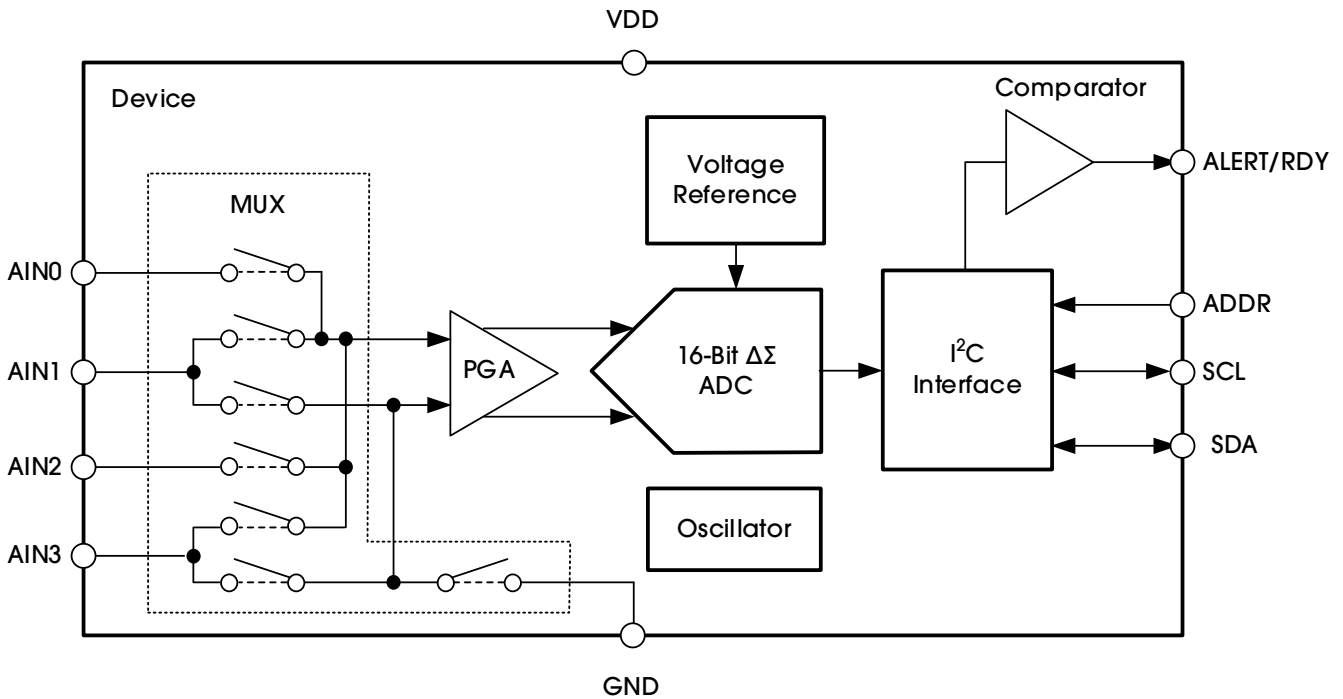 VDD
Device
Comparator
Voltage
Reference
ALERT/RDY
MUX
AIN0
ADDR
AIN1
PGA
16-Bit ΔΣ
ADC
I²C
Interface
SCL
AIN2
SDA
Oscillator
AIN3
GND